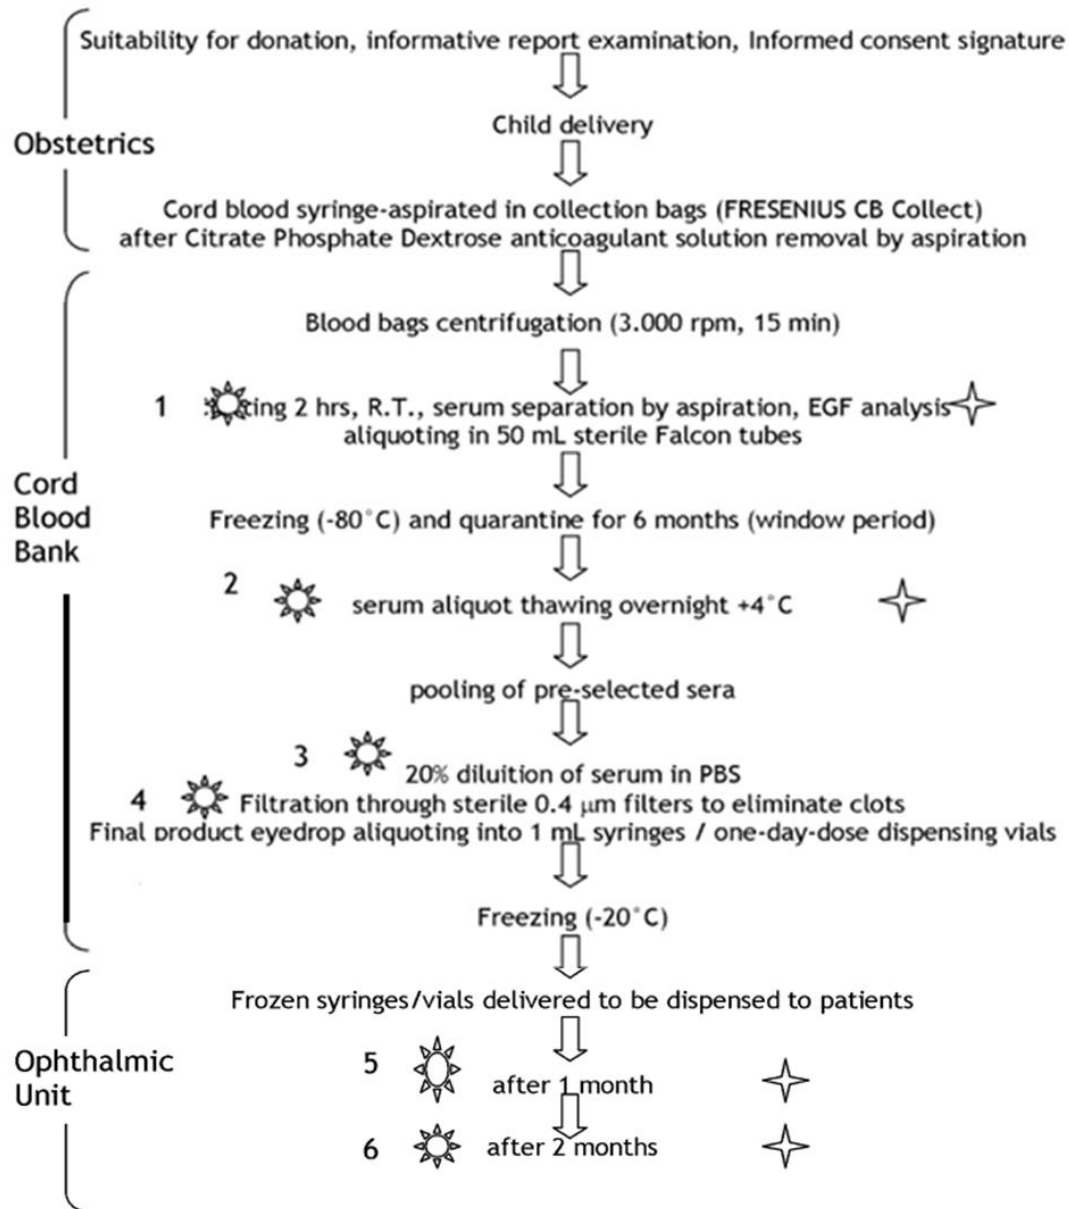 Suitability for donation, informative report examination, Informed consent signature
Child delivery
Obstetrics
Cord blood syringe-aspirated in collection bags (FRESENIUS CB Collect)
after Citrate Phosphate Dextrose anticoagulant solution removal by aspiration
Blood bags centrifugation (3.000 rpm, 15 min)
1 2 hrs, R.T., serum separation by aspiration, EGF analysis
aliquoting in 50 mL sterile Falcon tubes
Cord
Blood
Bank
Freezing (-80°C) and quarantine for 6 months (window period)
2 serum aliquot thawing overnight +4°C
pooling of pre-selected sera
3 20% diluition of serum in PBS
4 Filtration through sterile 0.4 µm filters to eliminate clots
Final product eyedrop aliquoting into 1 mL syringes / one-day-dose dispensing vials
Freezing (-20°C)
Frozen syringes/vials delivered to be dispensed to patients
Ophthalmic
Unit
5 after 1 month
6 after 2 months